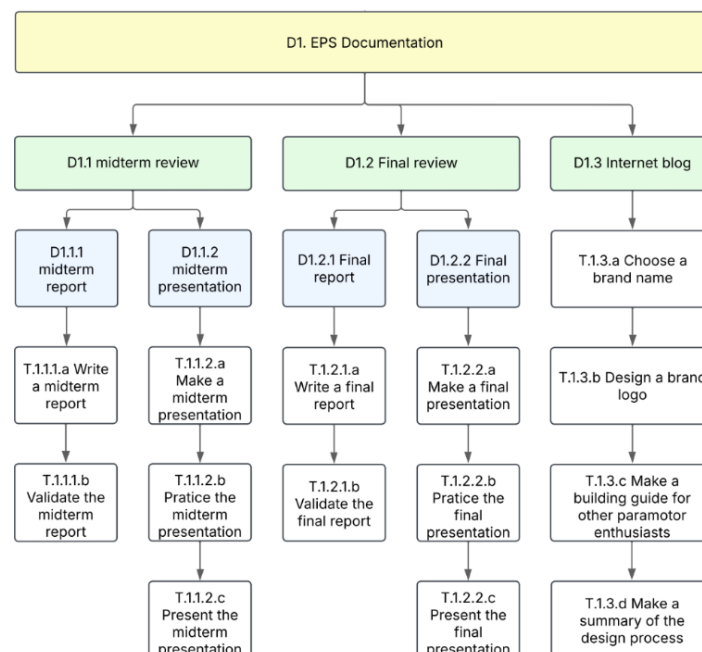 D1. EPS Documentation
D1.1 midterm review
D1.2 Final review
D1.3 Internet blog
D1.1.1
midterm
report
D1.1.2
midterm
presentation
D1.2.1 Final
report
D1.2.2 Final
presentation
T.1.3.a Choose a
brand name
T.1.1.1.a Write
a midterm
report
T.1.1.2.a
Make a
midterm
presentation
T.1.2.1.a
Write a final
report
T.1.2.2.a
Make a final
presentation
T.1.3.b Design a brand
logo
T.1.1.1.b
Validate the
midterm
report
T.1.1.2.b
Pratice the
midterm
presentation
T.1.2.1.b
Validate the
final report
T.1.2.2.b
Pratice the
final
presentation
T.1.3.c Make a
building guide for
other paramotor
enthusiasts
T.1.1.2.c
Present the
midterm
presentation
T.1.2.2.c
Present the
final
presentation
T.1.3.d Make a
summary of the
design process